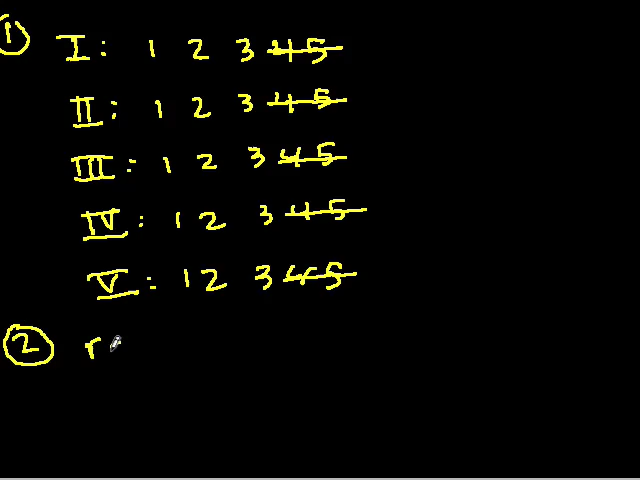 ① I: 1 2 3 4 5
II: 1 2 3 4 5
III: 1 2 3 4 5
IV: 1 2 3 4 5
V: 1 2 3 4 5
② r